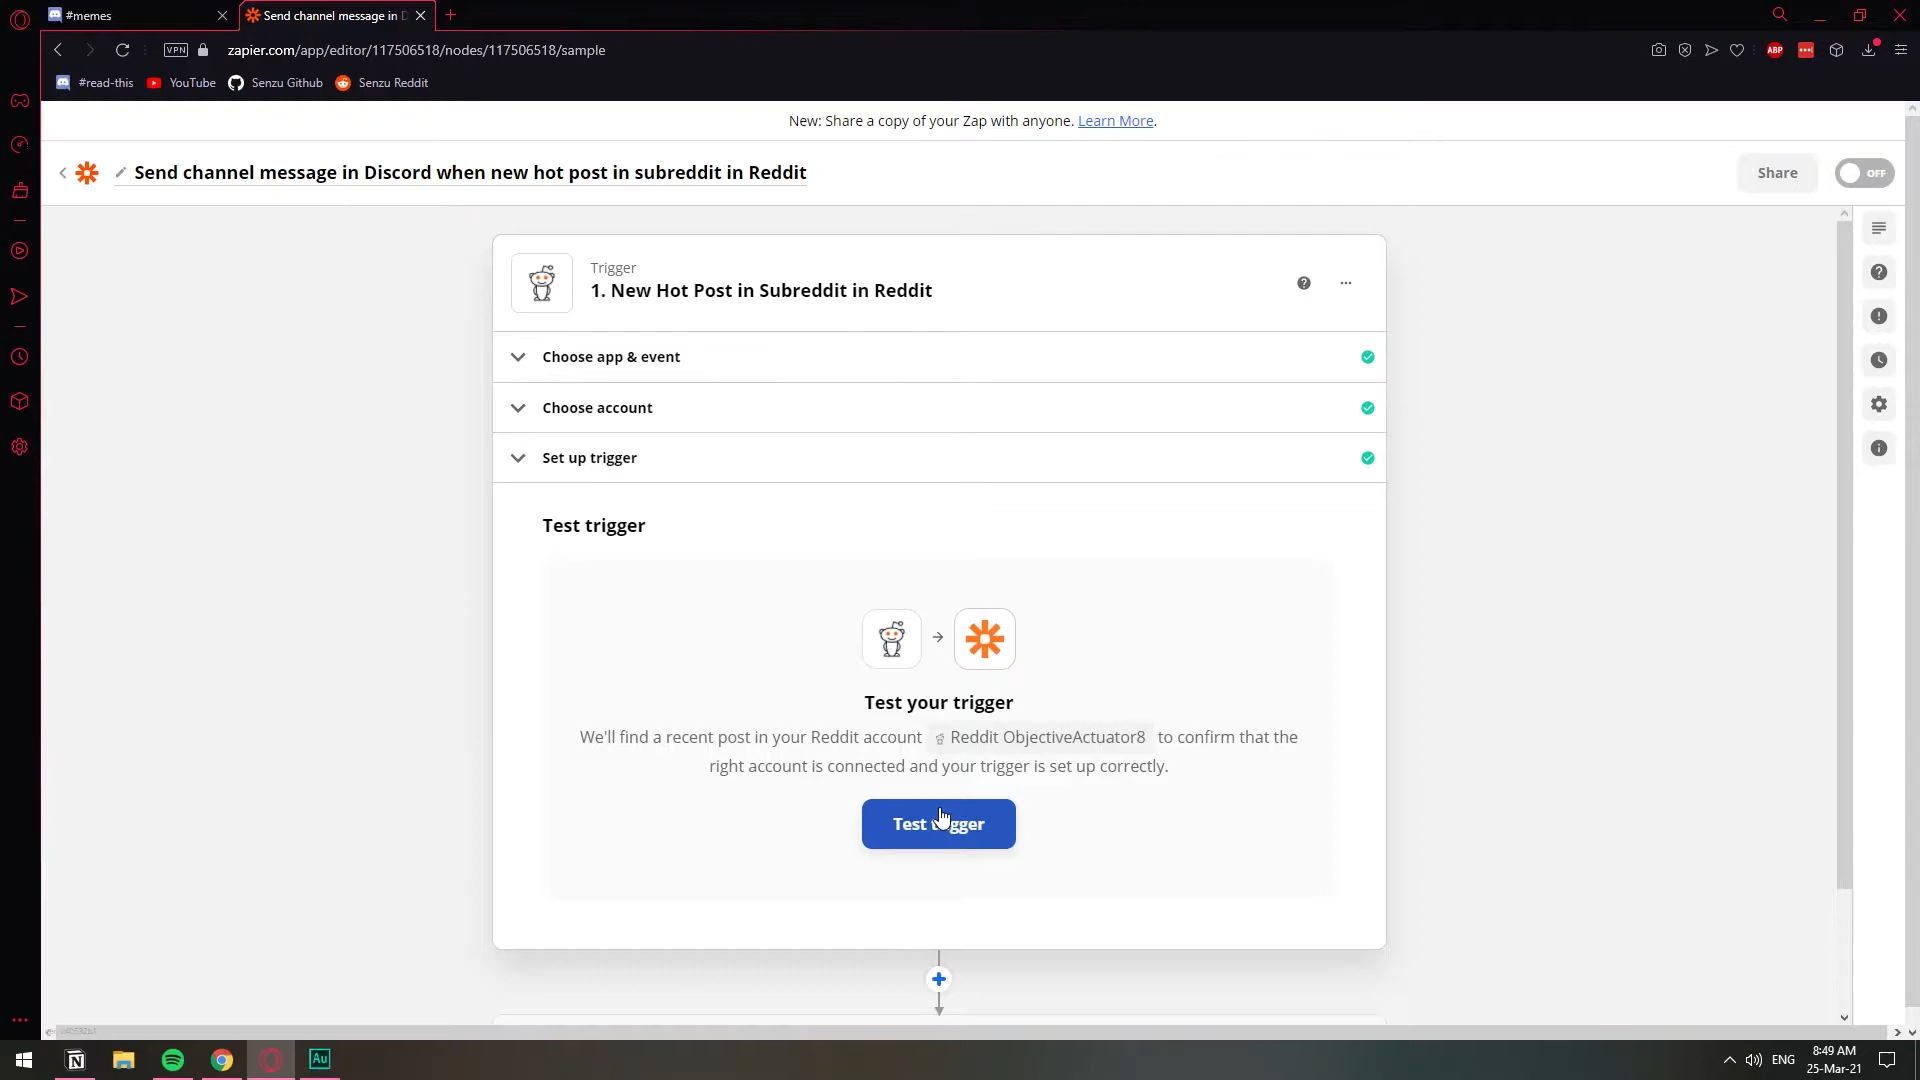 #memes
Send channel message in D
VPN
zapier.com/app/editor/117506518/nodes/117506518/sample
ABP
#read-this
YouTube
Senzu Github
Senzu Reddit
New: Share a copy of your Zap with anyone. Learn More.
Send channel message in Discord when new hot post in subreddit in Reddit
Share
OFF
Trigger
1. New Hot Post in Subreddit in Reddit
Choose app & event
Choose account
Set up trigger
Test trigger
Test your trigger
We'll find a recent post in your Reddit account Reddit ObjectiveActuator8 to confirm that the
right account is connected and your trigger is set up correctly.
Test trigger
Au
ENG
8:49 AM
25-Mar-21